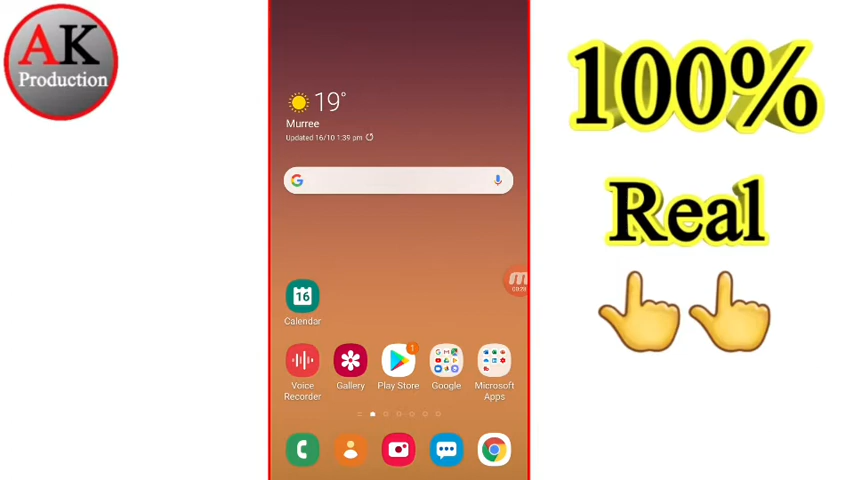 AK
Production
19°
Murree
Updated 16/10 1:39 pm
G
16
Calendar
1
Voice
Recorder
Gallery
Play Store
Google
Microsoft
Apps
100%
Real